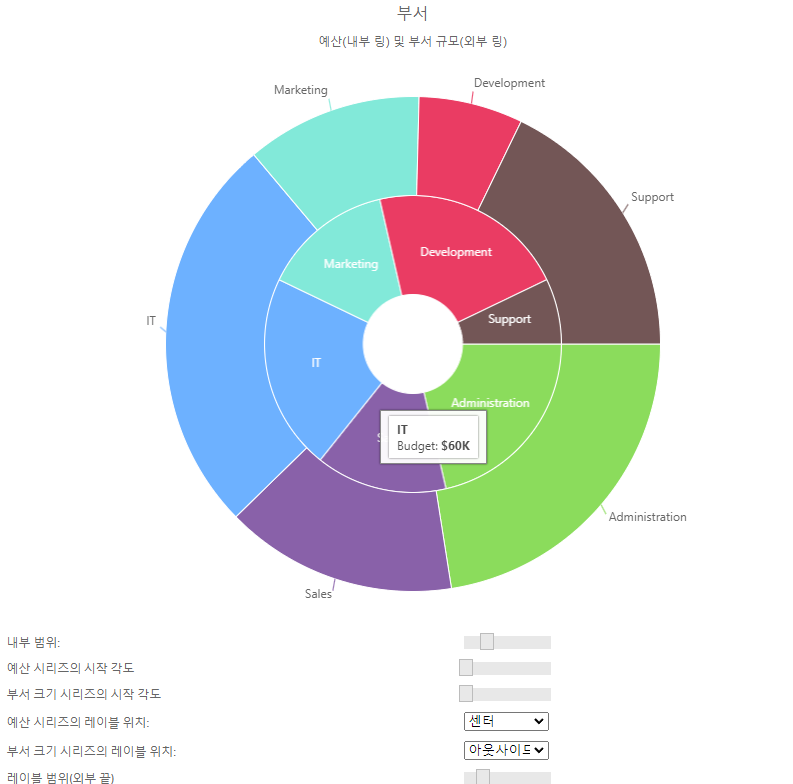 부서
예산(내부 링) 및 부서 규모(외부 링)
Development
Marketing
Support
Development
Marketing
Support
IT
IT
Administration
IT
Budget: $60K
Administration
Sales
내부 범위:
예산 시리즈의 시작 각도
부서 크기 시리즈의 시작 각도
예산 시리즈의 레이블 위치:
센터
부서 크기 시리즈의 레이블 위치:
아웃사이드
레이블 범위(외부 끝)